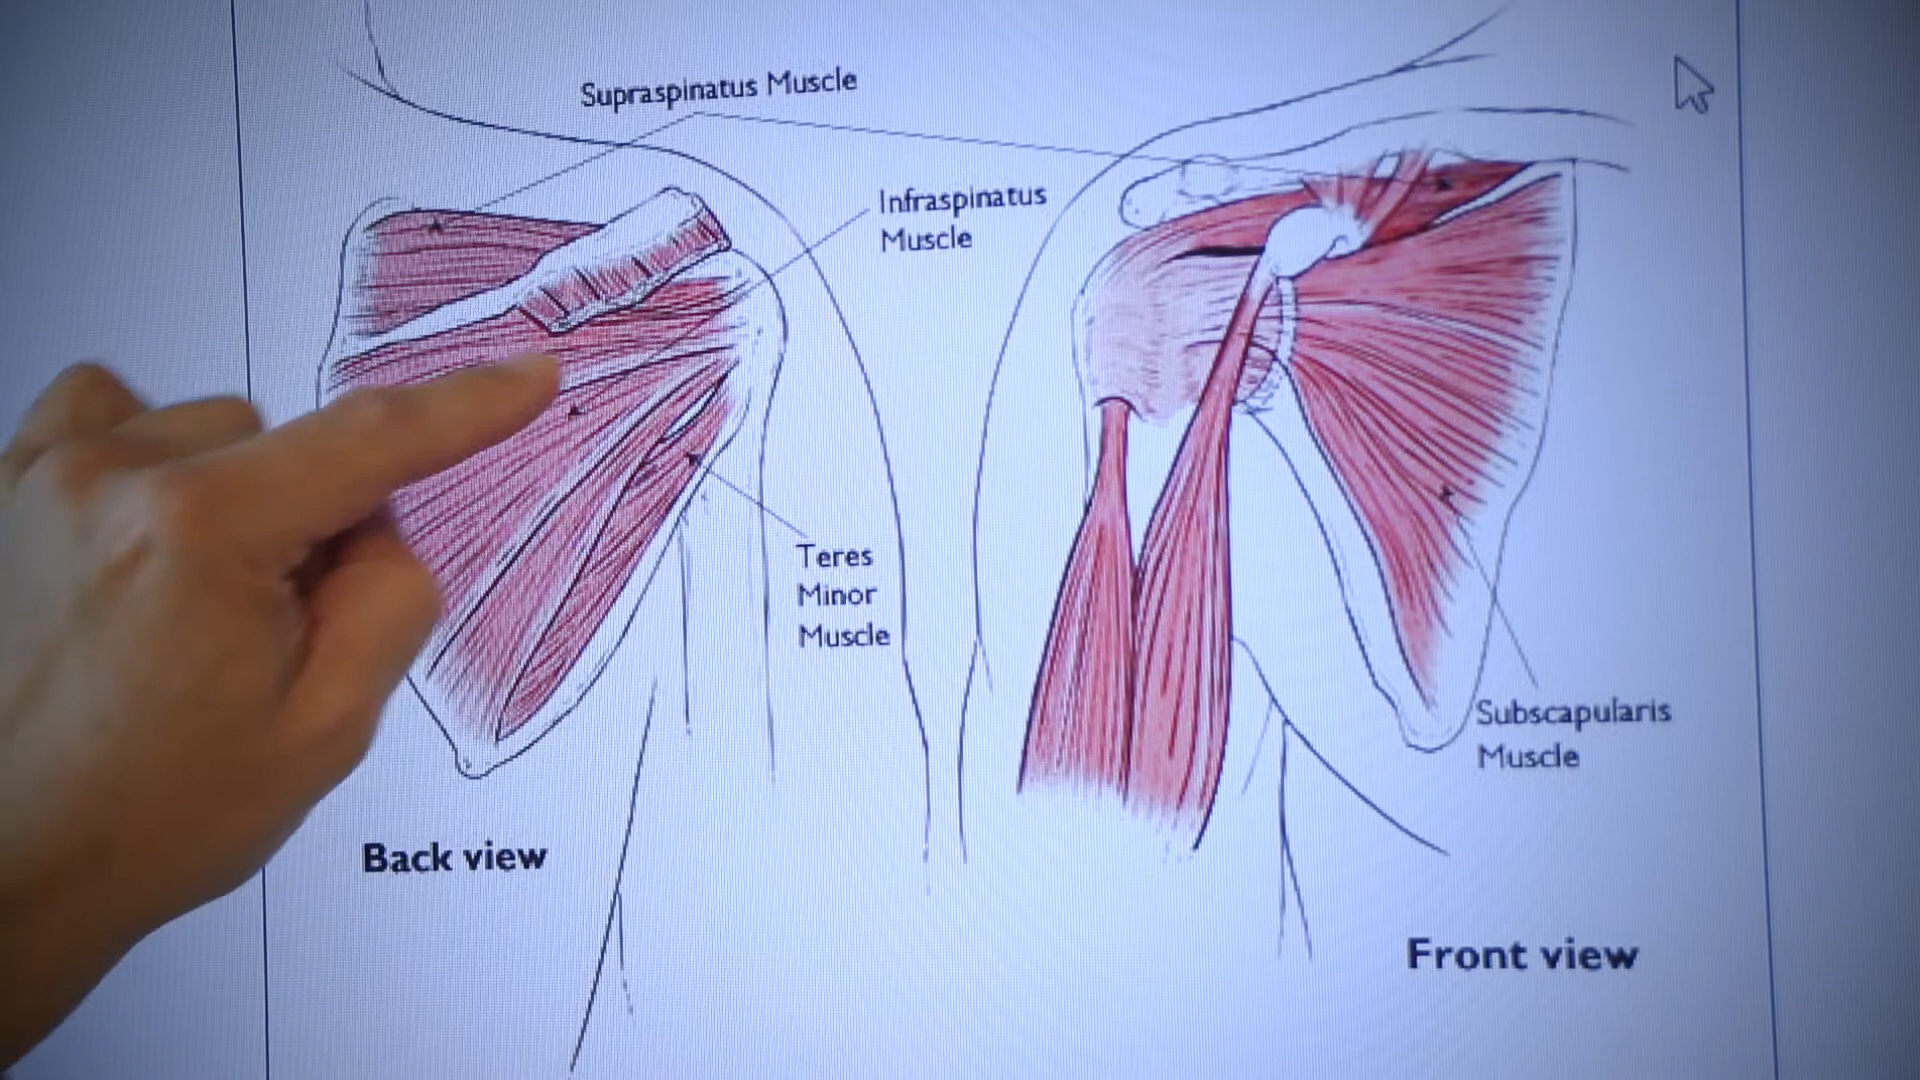 Supraspinatus Muscle
Infraspinatus
Muscle
Teres
Minor
Muscle
Subscapularis
Muscle
Back view
Front view